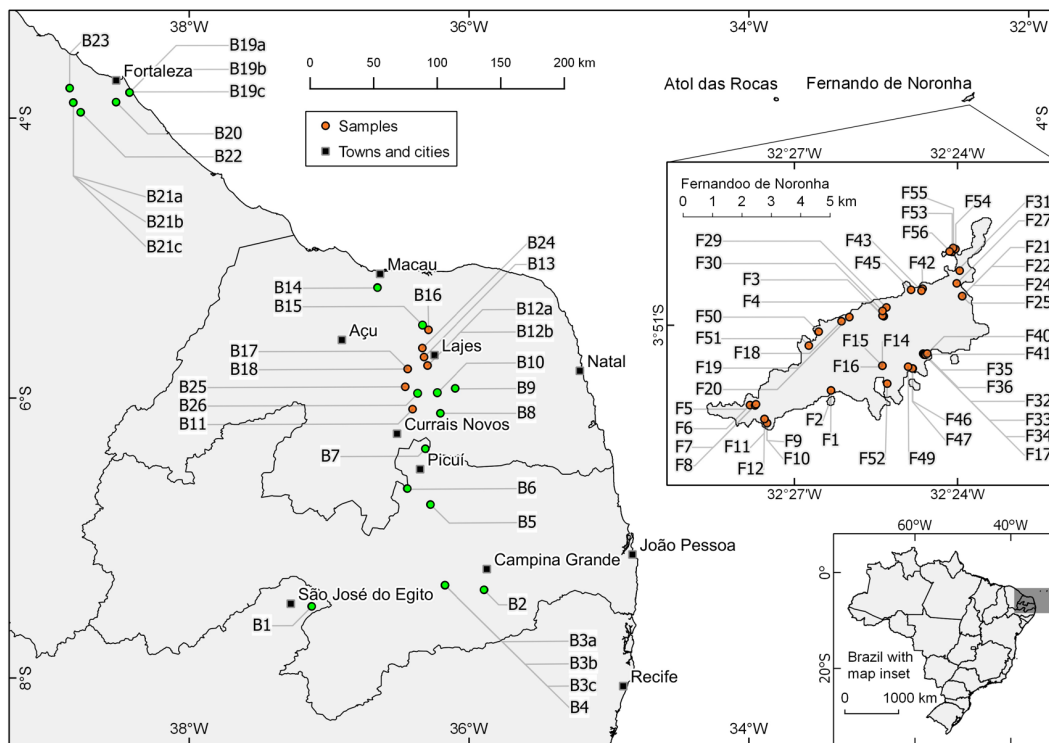 38°W
36°W
34°W
32°W
B23
Fortaleza
B19a
B19b
B19c
B20
B22
B21a
B21b
B21c
4°S
0 50 100 200 km
Samples
Towns and cities
Atol das Rocas
Fernando de Noronha
4°S
B24
B13
Macau
B14
B15
B16
B12a
B12b
Açu
Lajes
B17
B18
B10
Natal
B25
B26
B11
B9
B8
6°S
Currais Novos
B7
Picuí
B6
B5
João Pessoa
Campina Grande
São José do Egito
B1
B2
B3a
B3b
B3c
B4
Recife
8°S
38°W
36°W
34°W
32°27'W
32°24'W
Fernandoo de Noronha
0 1 2 3 4 5 km
F55
F54
F53
F56
F31
F27
F29
F30
F43
F45
F42
F21
F22
F3
F4
F24
F25
3°51'S
F50
F51
F15
F14
F40
F41
F18
F19
F16
F35
F36
F20
F32
F5
F6
F2
F1
F46
F33
F7
F8
F11
F9
F47
F34
F12
F10
F52
F49
F17
32°27'W
32°24'W
60°W
40°W
0°
20°S
Brazil with
map inset
0 1000 km